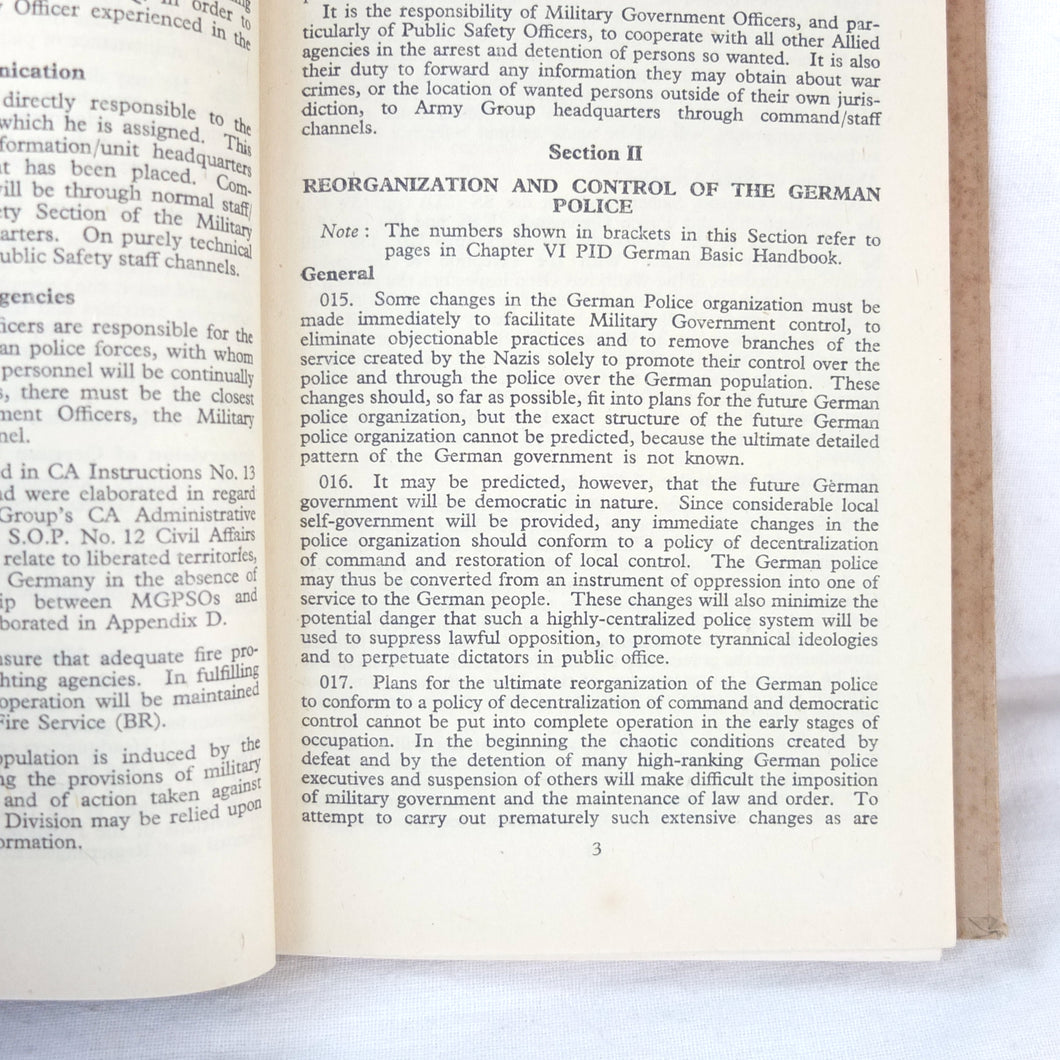 order to
Officer experienced in the
nication
directly responsible to the
which he is assigned. This
formation/unit headquarters
t has been placed. Com-
ill be through normal staff/
ety Section of the Military
arters. On purely technical
ublic Safety staff channels.
gencies
icers are responsible for the
an police forces, with whom
personnel will be continually
s, there must be the closest
ment Officers, the Military
nel.
d in CA Instructions No. 13
nd were elaborated in regard
Group's CA Administrative
S.O.P. No. 12 Civil Affairs
relate to liberated territories,
Germany in the absence of
ip between MGPSOs and
borated in Appendix D.
nsure that adequate fire pro-
hting agencies. In fulfilling
operation will be maintained
Fire Service (BR).
opulation is induced by the
ng the provisions of military
and of action taken against
Division may be relied upon
ormation.
It is the responsibility of Military Government Officers, and par-
ticularly of Public Safety Officers, to cooperate with all other Allied
agencies in the arrest and detention of persons so wanted. It is also
their duty to forward any information they may obtain about war
crimes, or the location of wanted persons outside of their own juris-
diction, to Army Group headquarters through command/staff
channels.
Section II
REORGANIZATION AND CONTROL OF THE GERMAN
POLICE
Note: The numbers shown in brackets in this Section refer to
pages in Chapter VI PID German Basic Handbook.
General
015. Some changes in the German Police organization must be
made immediately to facilitate Military Government control, to
eliminate objectionable practices and to remove branches of the
service created by the Nazis solely to promote their control over the
police and through the police over the German population. These
changes should, so far as possible, fit into plans for the future German
police organization, but the exact structure of the future German
police organization cannot be predicted, because the ultimate detailed
pattern of the German government is not known.
016. It may be predicted, however, that the future German
government will be democratic in nature. Since considerable local
self-government will be provided, any immediate changes in the
police organization should conform to a policy of decentralization
of command and restoration of local control. The German police
may thus be converted from an instrument of oppression into one of
service to the German people. These changes will also minimize the
potential danger that such a highly-centralized police system will be
used to suppress lawful opposition, to promote tyrannical ideologies
and to perpetuate dictators in public office.
017. Plans for the ultimate reorganization of the German police
to conform to a policy of decentralization of command and democratic
control cannot be put into complete operation in the early stages of
occupation. In the beginning the chaotic conditions created by
defeat and by the detention of many high-ranking German police
executives and suspension of others will make difficult the imposition
of military government and the maintenance of law and order. To
attempt to carry out prematurely such extensive changes as are
3